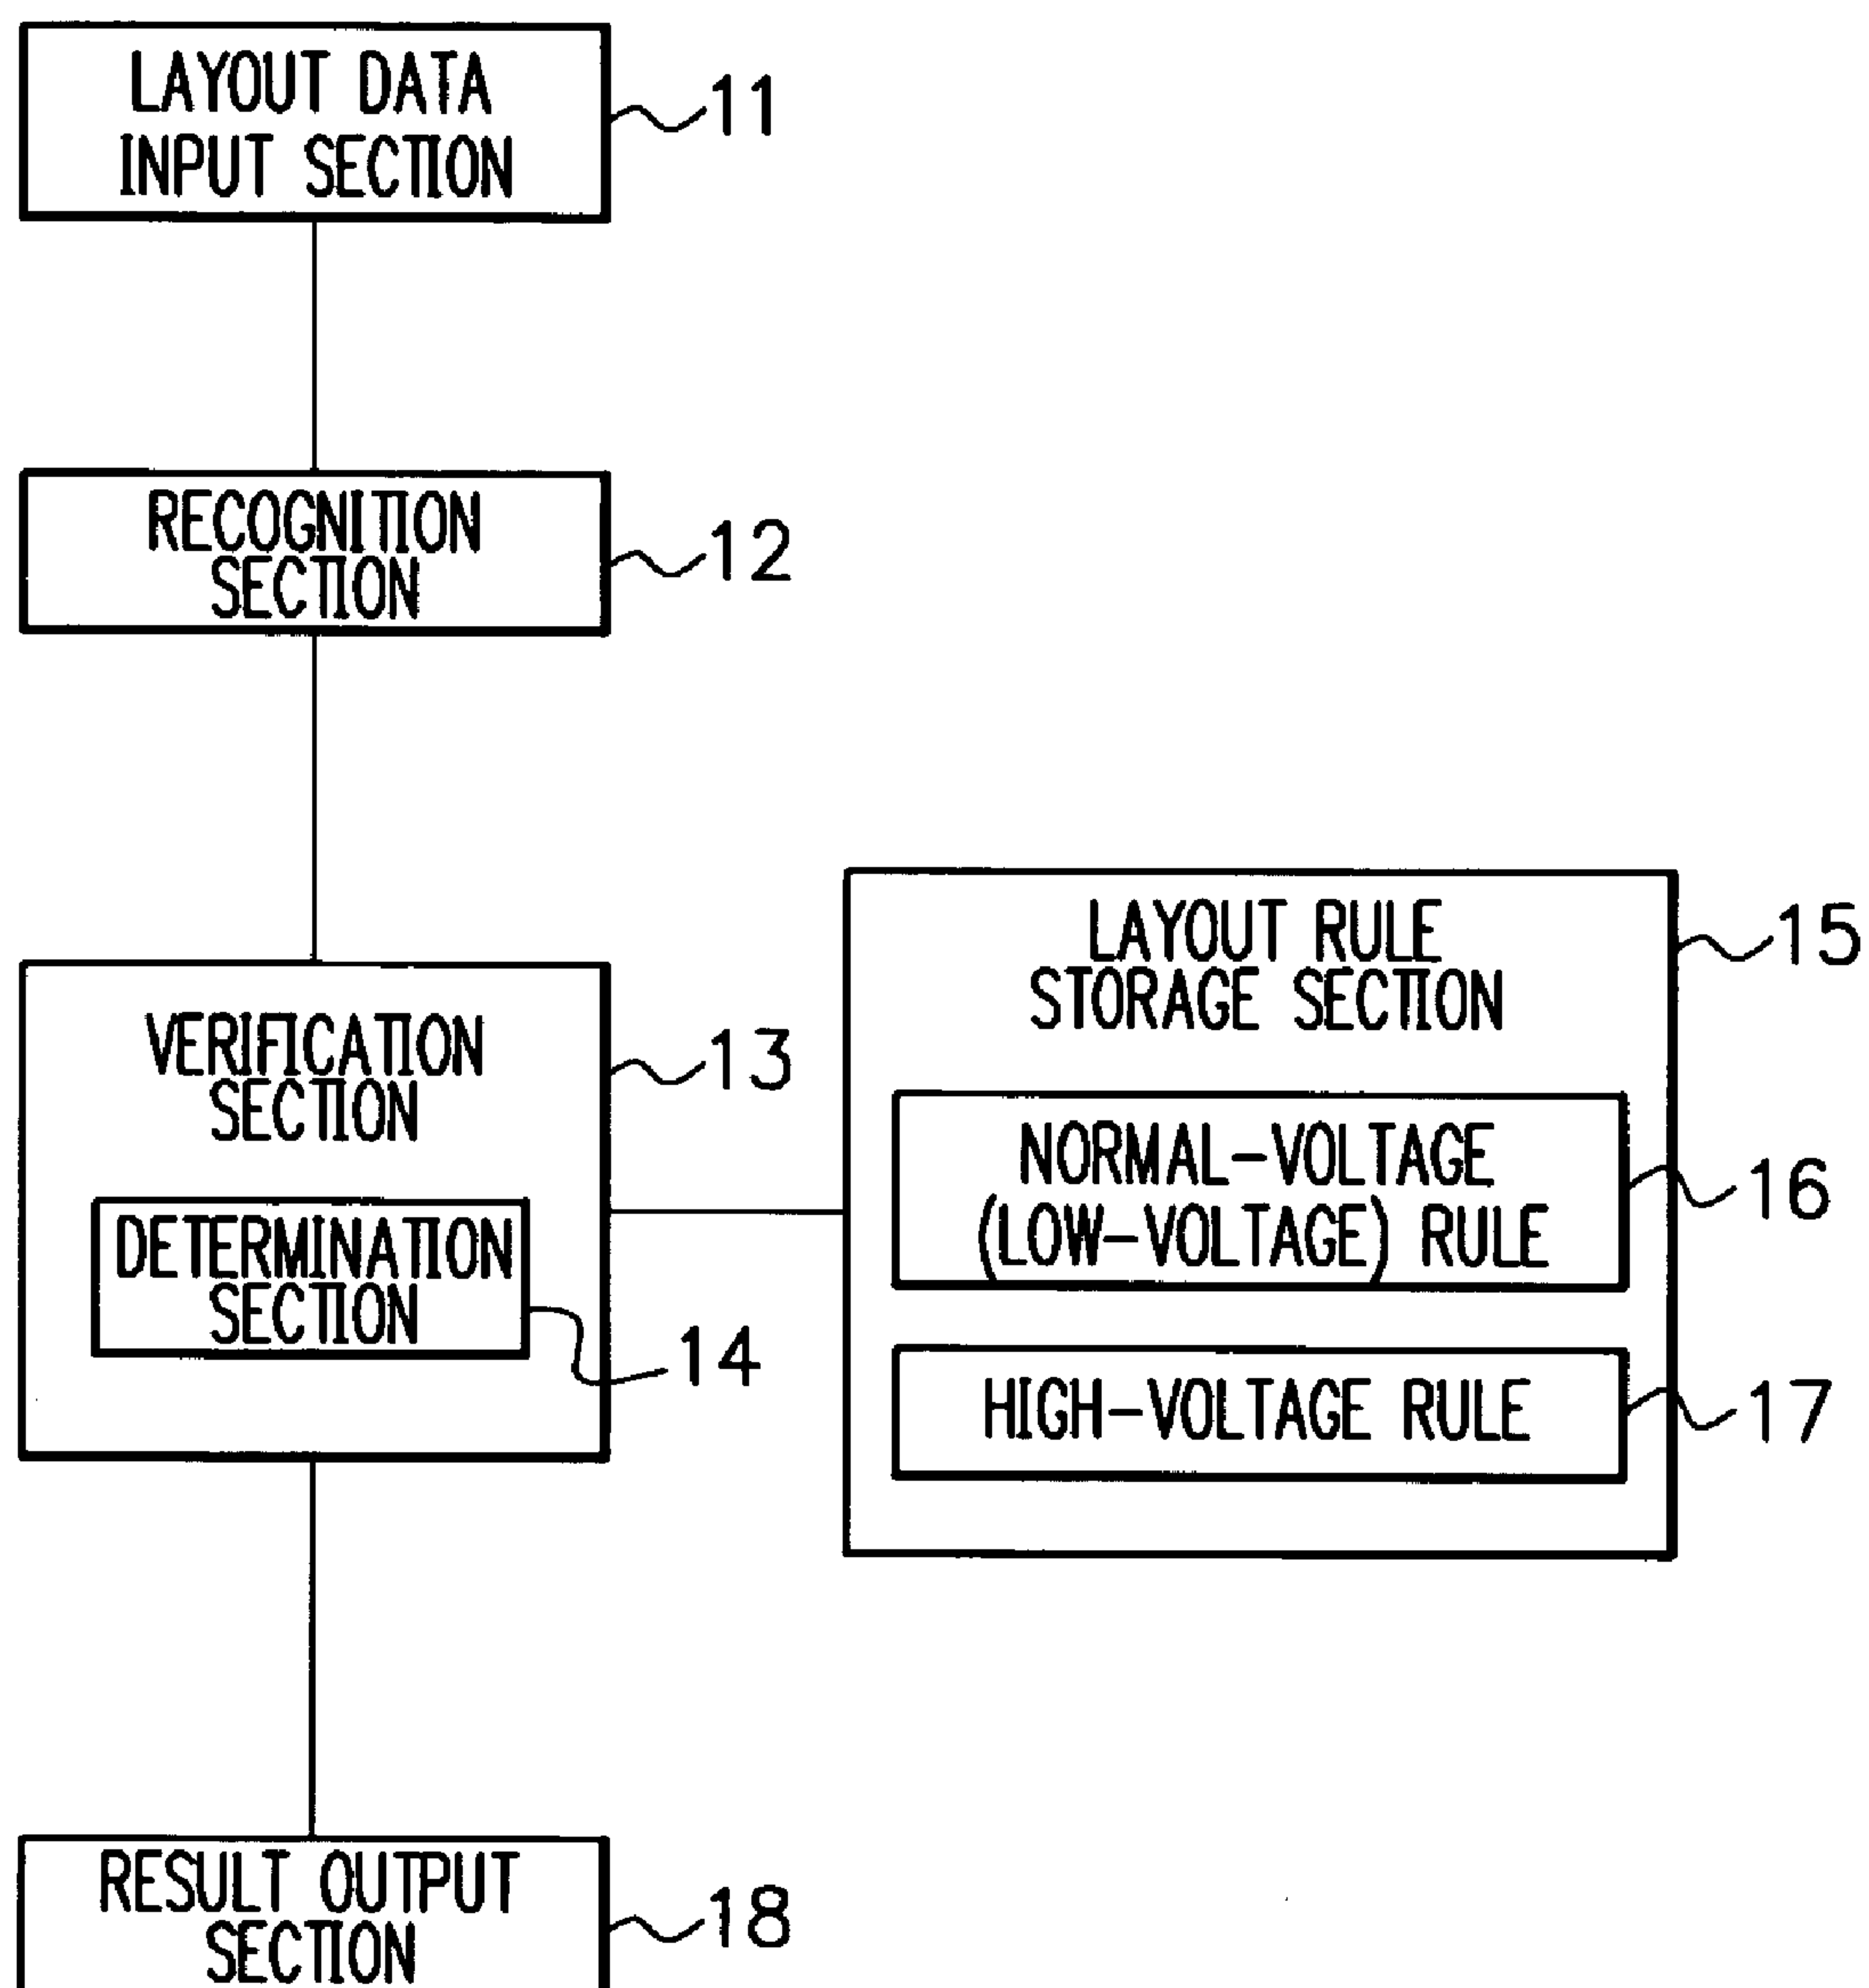 LAYOUT DATA
INPUT SECTION
11
RECOGNITION
SECTION
12
VERIFICATION
SECTION
13
DETERMINATION
SECTION
14
LAYOUT RULE
STORAGE SECTION
15
NORMAL-VOLTAGE
(LOW-VOLTAGE) RULE
16
HIGH-VOLTAGE RULE
17
RESULT OUTPUT
SECTION
18